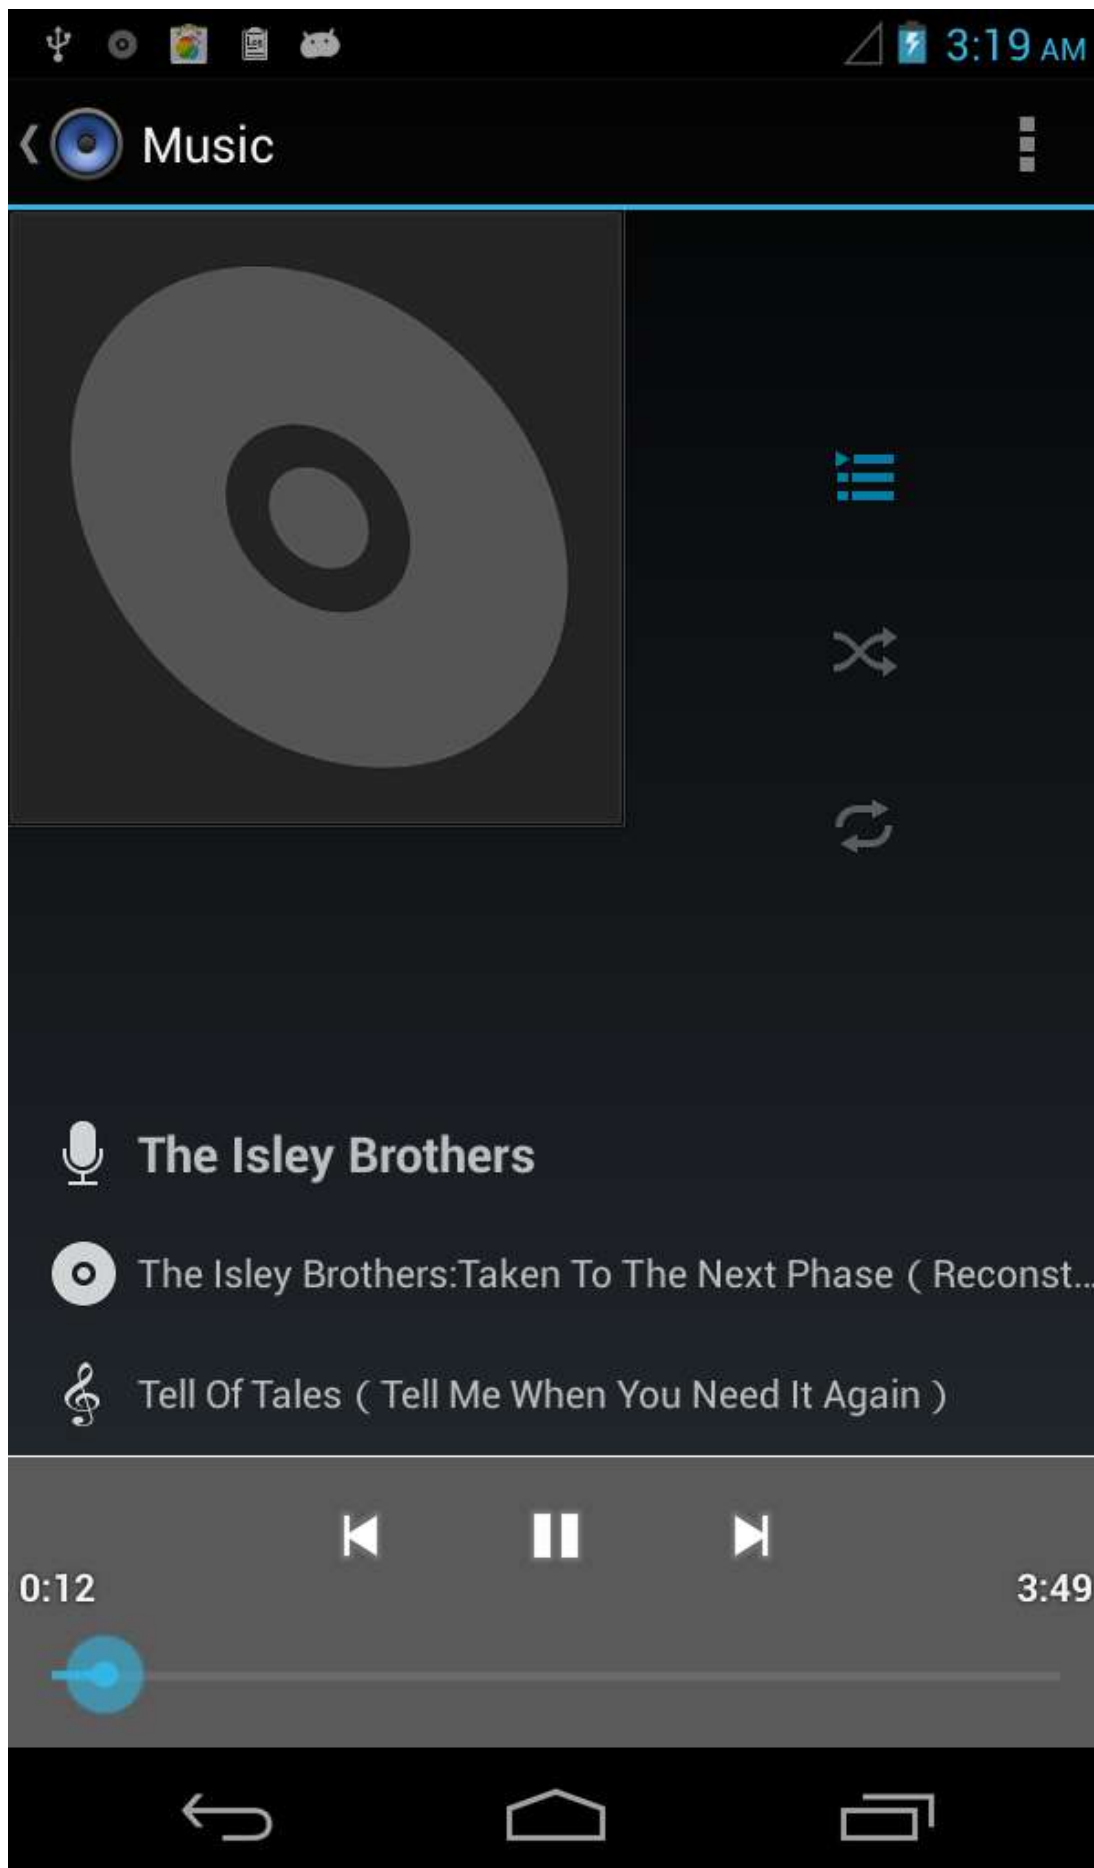 3:19 AM
Music
The Isley Brothers
The Isley Brothers:Taken To The Next Phase ( Reconst...
Tell Of Tales ( Tell Me When You Need It Again )
0:12
3:49